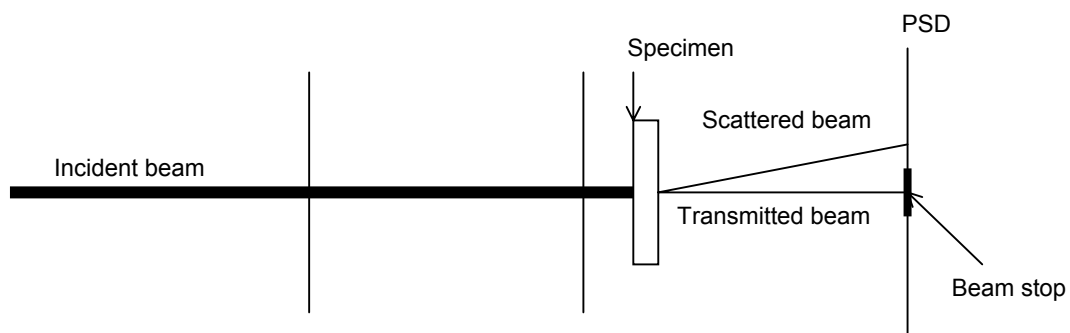 PSD
Specimen
Scattered beam
Incident beam
Transmitted beam
Beam stop